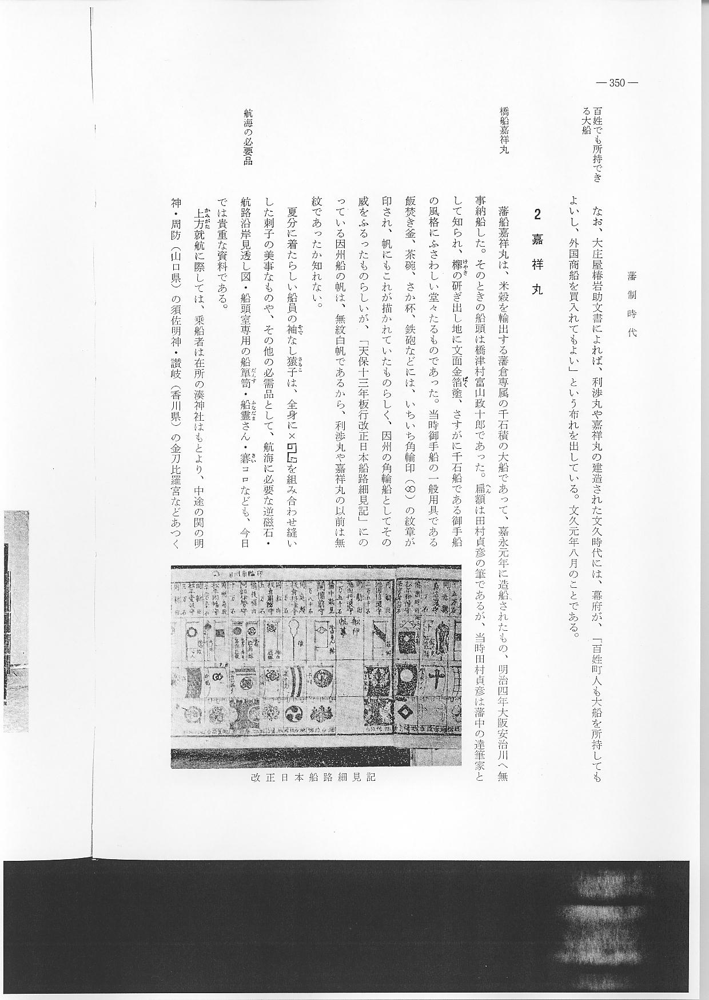 — 350 —
藩制時代
百姓でも所持でき
る大船
なお、大庄屋椿岩助文書によれば、利渉丸や嘉祥丸の建造された文久時代には、幕府が、「百姓町人も大船を所持しても
よいし、外国商船を買入れてもよい」という布れを出している。文久元年八月のことである。
2 嘉祥丸
橋船嘉祥丸
藩船嘉祥丸は、米穀を輸出する藩倉専属の千石積の大船であって、嘉永元年に造船されたもの、明治四年大阪安治川へ無
事納船した。そのときの船頭は橋津村富山政十郎であった。扁額は田村貞彦の筆であるが、当時田村貞彦は藩中の達筆家と
して知られ、欅の研ぎ出し地に文面金箔塗、さすがに千石船である御手船
の風格にふさわしい堂々たるものであった。当時御手船の一般用具である
飯焚き釜、茶碗、さか杯、鉄砲などには、いちいち角輪印（）の紋章が
印され、帆にもこれが描かれていたものらしく、因州の角輪船としてその
威をふるったものらしいが、「天保十三年板行改正日本船路細見記」にの
っている因州船の帆は、無紋白帆であるから、利渉丸や嘉祥丸の以前は無
紋であったか知れない。
航海の必要品
夏分に着たらしい船員の袖なし猿子は、全身に×を組み合わせ縫い
した刺子の美事なものや、その他の必需品として、航海に必要な逆磁石・
航路沿岸見透し図・船頭室専用の船箪笥・船霊さん・賽コロなども、今日
では貴重な資料である。
上方就航に際しては、乗船者は在所の湊神社はもとより、中途の関の明
神・周防（山口県）の須佐明神・讃岐（香川県）の金刀比羅宮などあつく
改正日本船路細見記